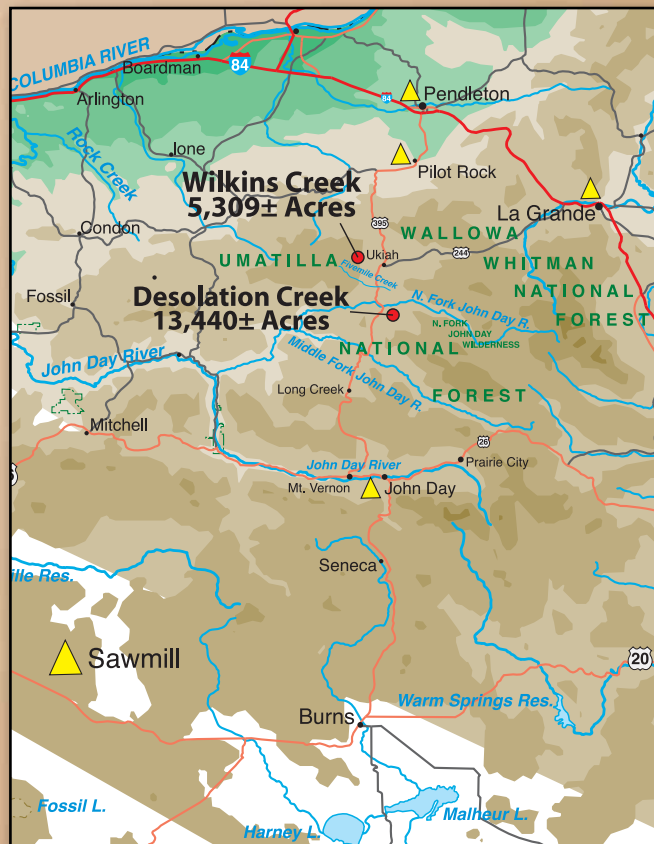 COLUMBIA RIVER
Boardman
84
Arlington
84
Pendleton
Rock Creek
Ione
Pilot Rock
Wilkins Creek
5,309± Acres
La Grande
395
Condon
WALLOWA
244
UMATILLA
Ukiah
WHITMAN
Fivemile Creek
NATIONAL
Fossil
Desolation Creek
13,440± Acres
N. Fork John Day R.
FOREST
N. FORK
JOHN DAY
WILDERNESS
NATIONAL
John Day River
Middle Fork John Day R.
Long Creek
FOREST
Mitchell
26
John Day River
Prairie City
Mt. Vernon
John Day
Seneca
ille Res.
Sawmill
20
Warm Springs Res.
Burns
Fossil L.
Malheur L.
Harney L.